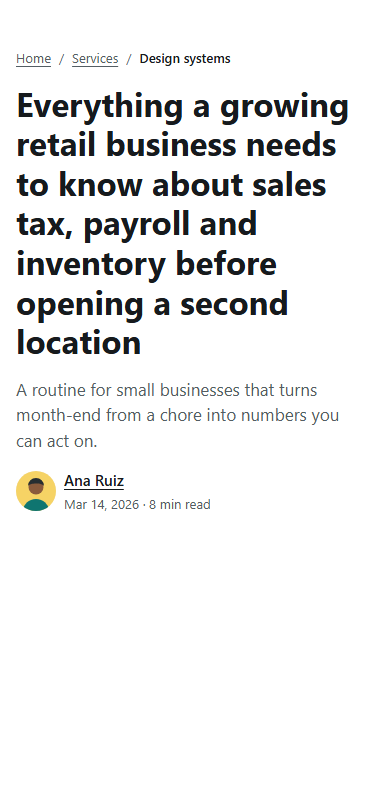 Home / Services / Design systems
Everything a growing
retail business needs
to know about sales
tax, payroll and
inventory before
opening a second
location
A routine for small businesses that turns
month-end from a chore into numbers you
can act on.
Ana Ruiz
Mar 14, 2026 · 8 min read